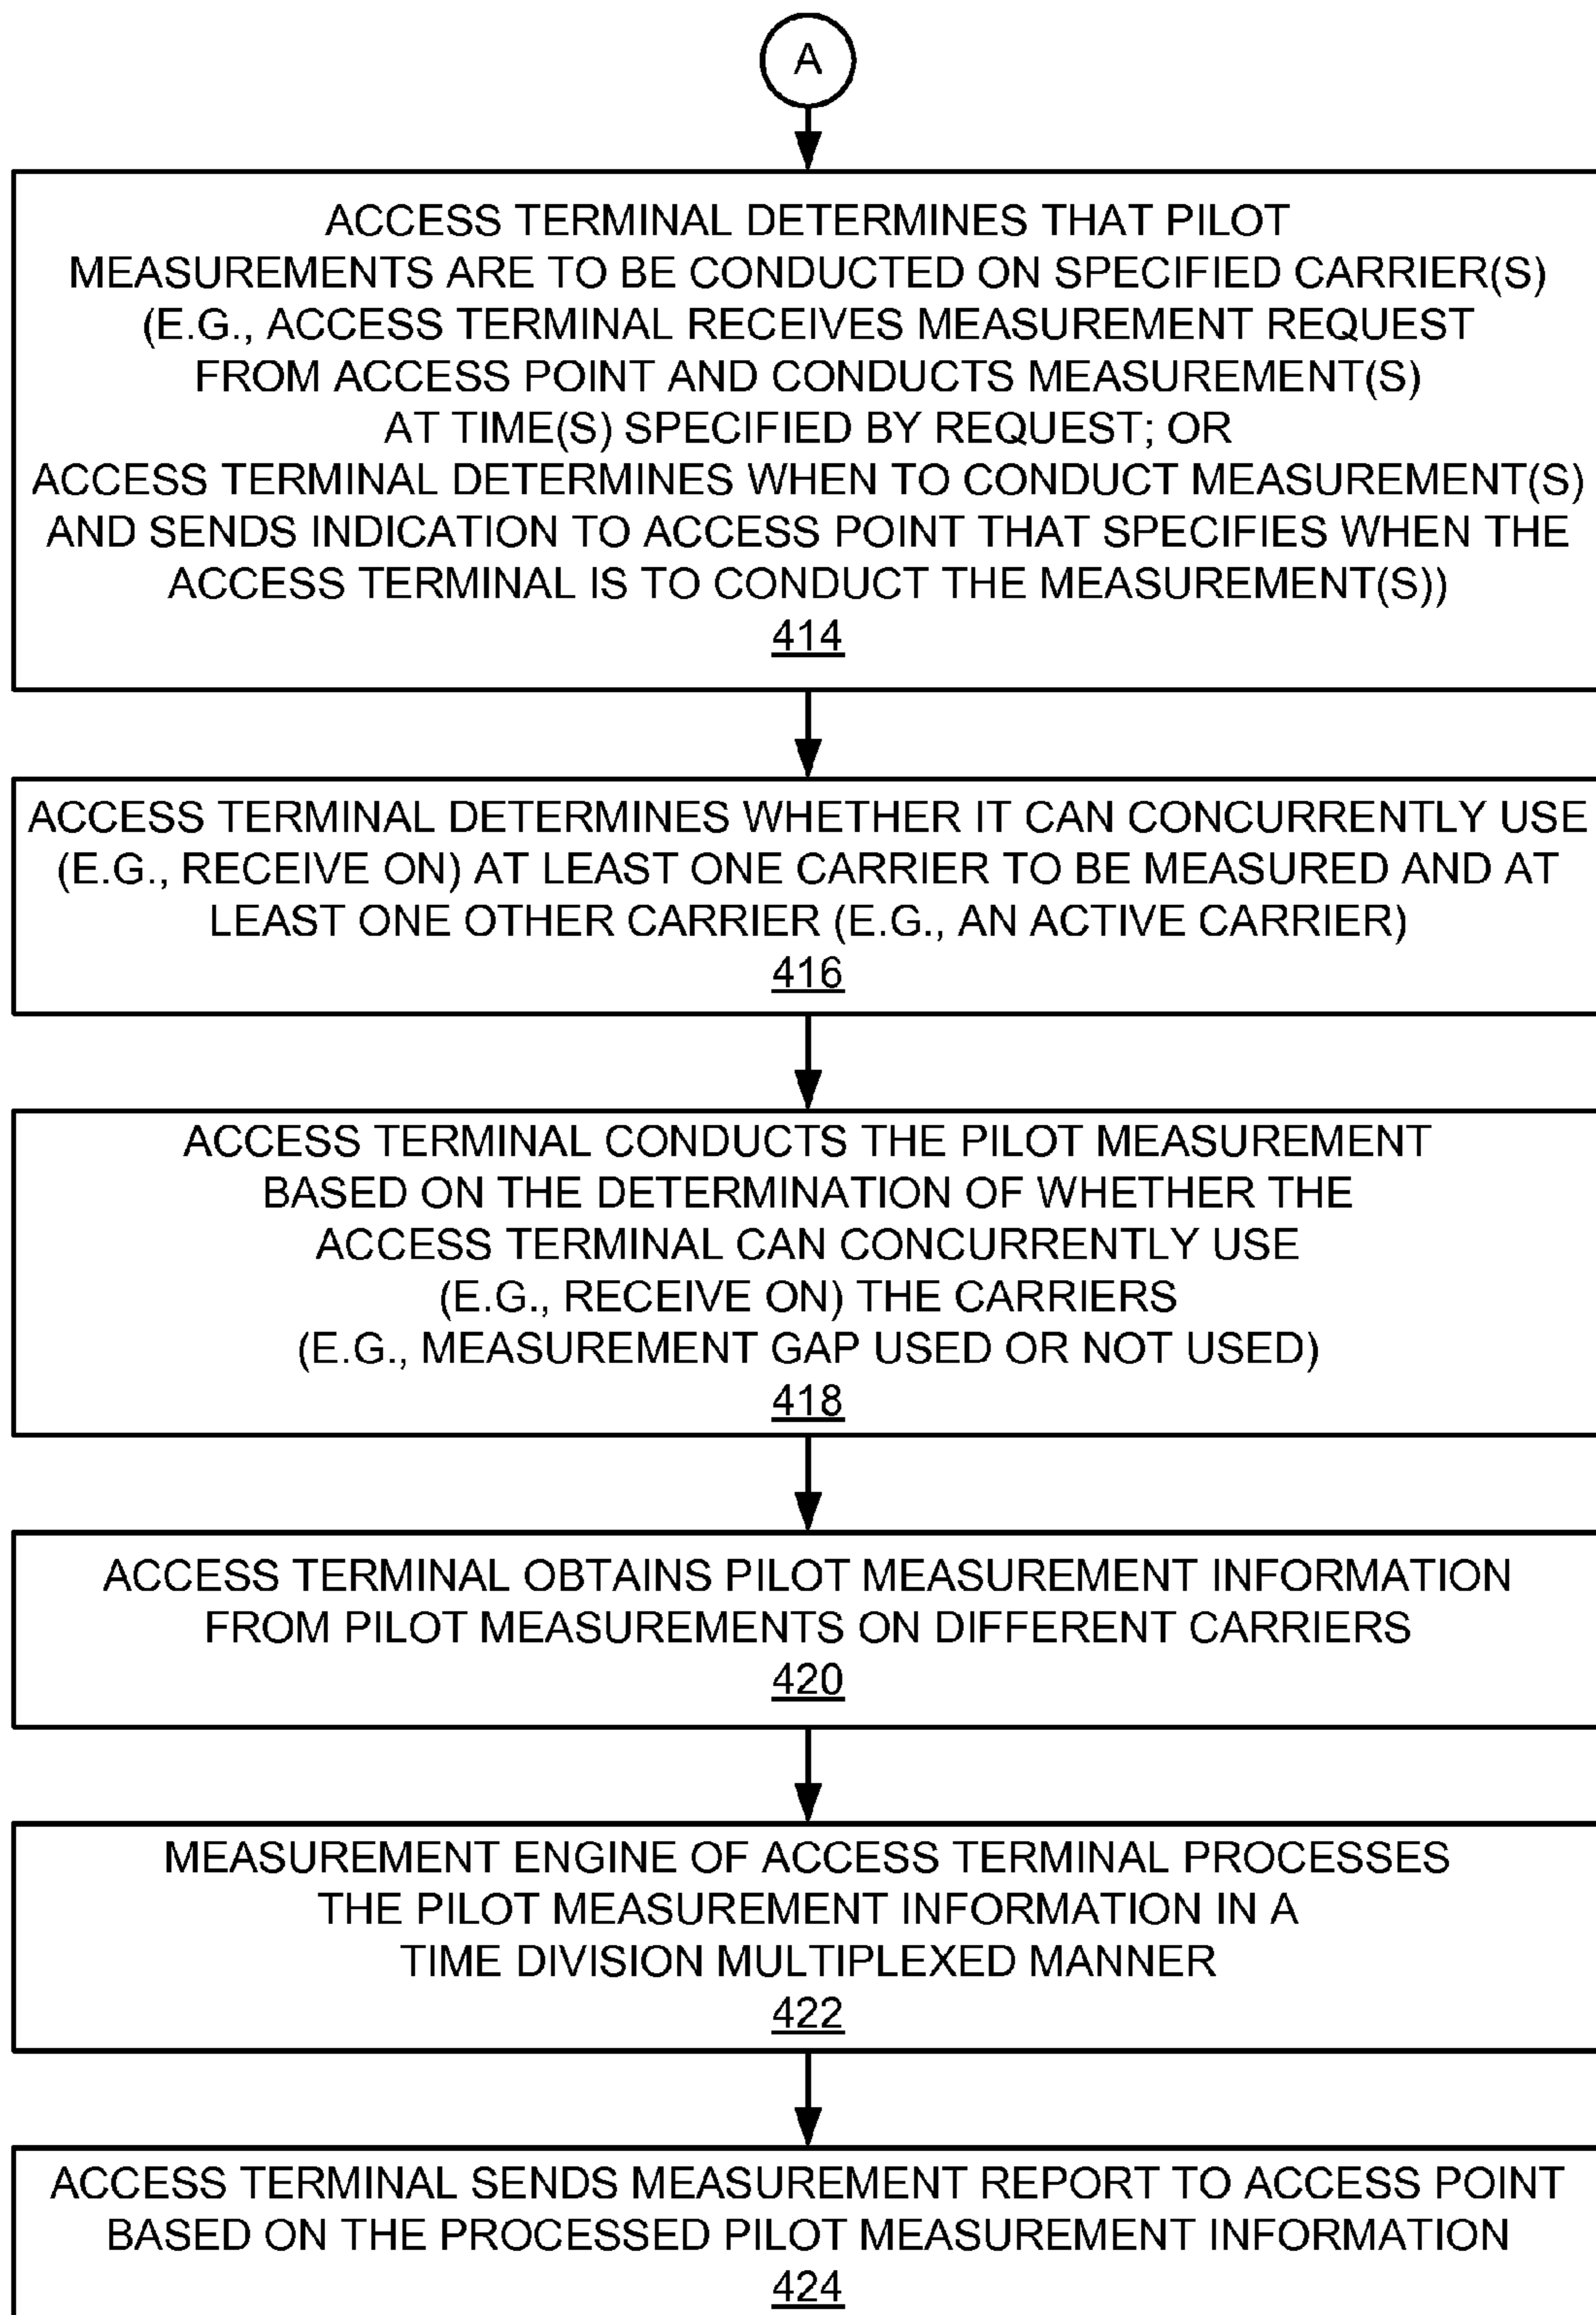 A
ACCESS TERMINAL DETERMINES THAT PILOT
MEASUREMENTS ARE TO BE CONDUCTED ON SPECIFIED CARRIER(S)
(E.G., ACCESS TERMINAL RECEIVES MEASUREMENT REQUEST
FROM ACCESS POINT AND CONDUCTS MEASUREMENT(S)
AT TIME(S) SPECIFIED BY REQUEST; OR
ACCESS TERMINAL DETERMINES WHEN TO CONDUCT MEASUREMENT(S)
AND SENDS INDICATION TO ACCESS POINT THAT SPECIFIES WHEN THE
ACCESS TERMINAL IS TO CONDUCT THE MEASUREMENT(S))
414
ACCESS TERMINAL DETERMINES WHETHER IT CAN CONCURRENTLY USE
(E.G., RECEIVE ON) AT LEAST ONE CARRIER TO BE MEASURED AND AT
LEAST ONE OTHER CARRIER (E.G., AN ACTIVE CARRIER)
416
ACCESS TERMINAL CONDUCTS THE PILOT MEASUREMENT
BASED ON THE DETERMINATION OF WHETHER THE
ACCESS TERMINAL CAN CONCURRENTLY USE
(E.G., RECEIVE ON) THE CARRIERS
(E.G., MEASUREMENT GAP USED OR NOT USED)
418
ACCESS TERMINAL OBTAINS PILOT MEASUREMENT INFORMATION
FROM PILOT MEASUREMENTS ON DIFFERENT CARRIERS
420
MEASUREMENT ENGINE OF ACCESS TERMINAL PROCESSES
THE PILOT MEASUREMENT INFORMATION IN A
TIME DIVISION MULTIPLEXED MANNER
422
ACCESS TERMINAL SENDS MEASUREMENT REPORT TO ACCESS POINT
BASED ON THE PROCESSED PILOT MEASUREMENT INFORMATION
424